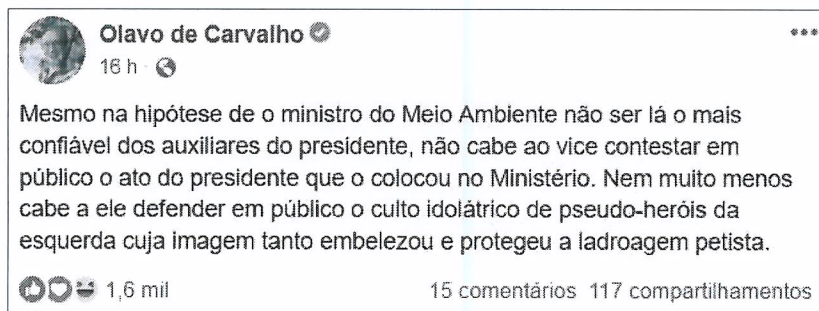 Olavo de Carvalho
16 h
Mesmo na hipótese de o ministro do Meio Ambiente não ser lá o mais
confiável dos auxiliares do presidente, não cabe ao vice contestar em
público o ato do presidente que o colocou no Ministério. Nem muito menos
cabe a ele defender em público o culto idolátrico de pseudo-heróis da
esquerda cuja imagem tanto embelezou e protegeu a ladroagem petista.
1,6 mil 15 comentários 117 compartilhamentos